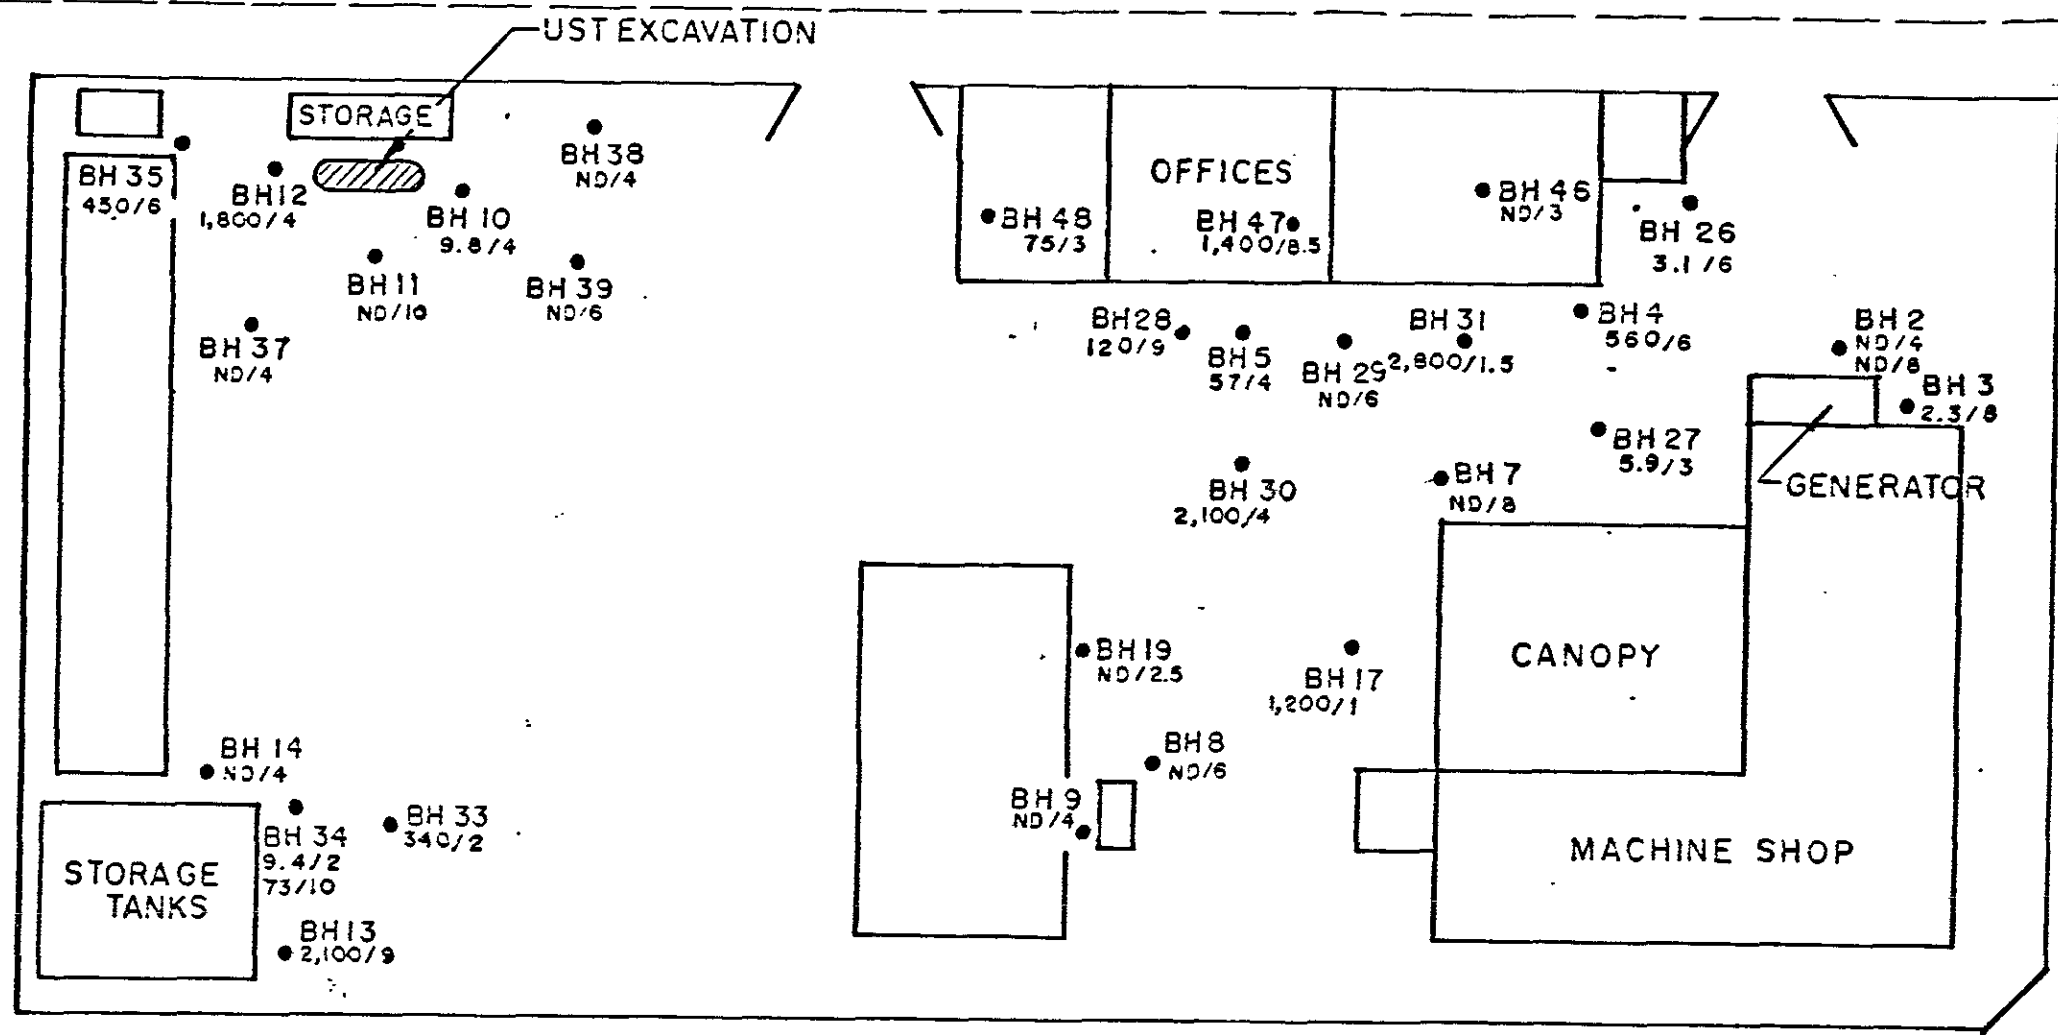 UST EXCAVATION
STORAGE
BH 35
450/6
BH12
1,800/4
BH 10
9.8/4
BH 38
ND/4
BH11
ND/10
BH 39
ND/6
BH 37
ND/4
OFFICES
BH 48
75/3
BH 47
1,400/8.5
BH 46
ND/3
BH 26
3.1/6
BH28
120/9
BH 5
57/4
BH 29
ND/6
BH 31
2,800/1.5
BH 4
560/6
BH 2
ND/4
ND/8
BH 3
2.3/8
BH 27
5.9/3
GENERATOR
BH 7
ND/8
BH 30
2,100/4
BH 19
ND/2.5
BH 17
1,200/1
CANOPY
BH 8
ND/6
BH 9
ND/4
MACHINE SHOP
BH 14
ND/4
BH 34
9.4/2
73/10
BH 33
340/2
STORAGE
TANKS
BH 13
2,100/9